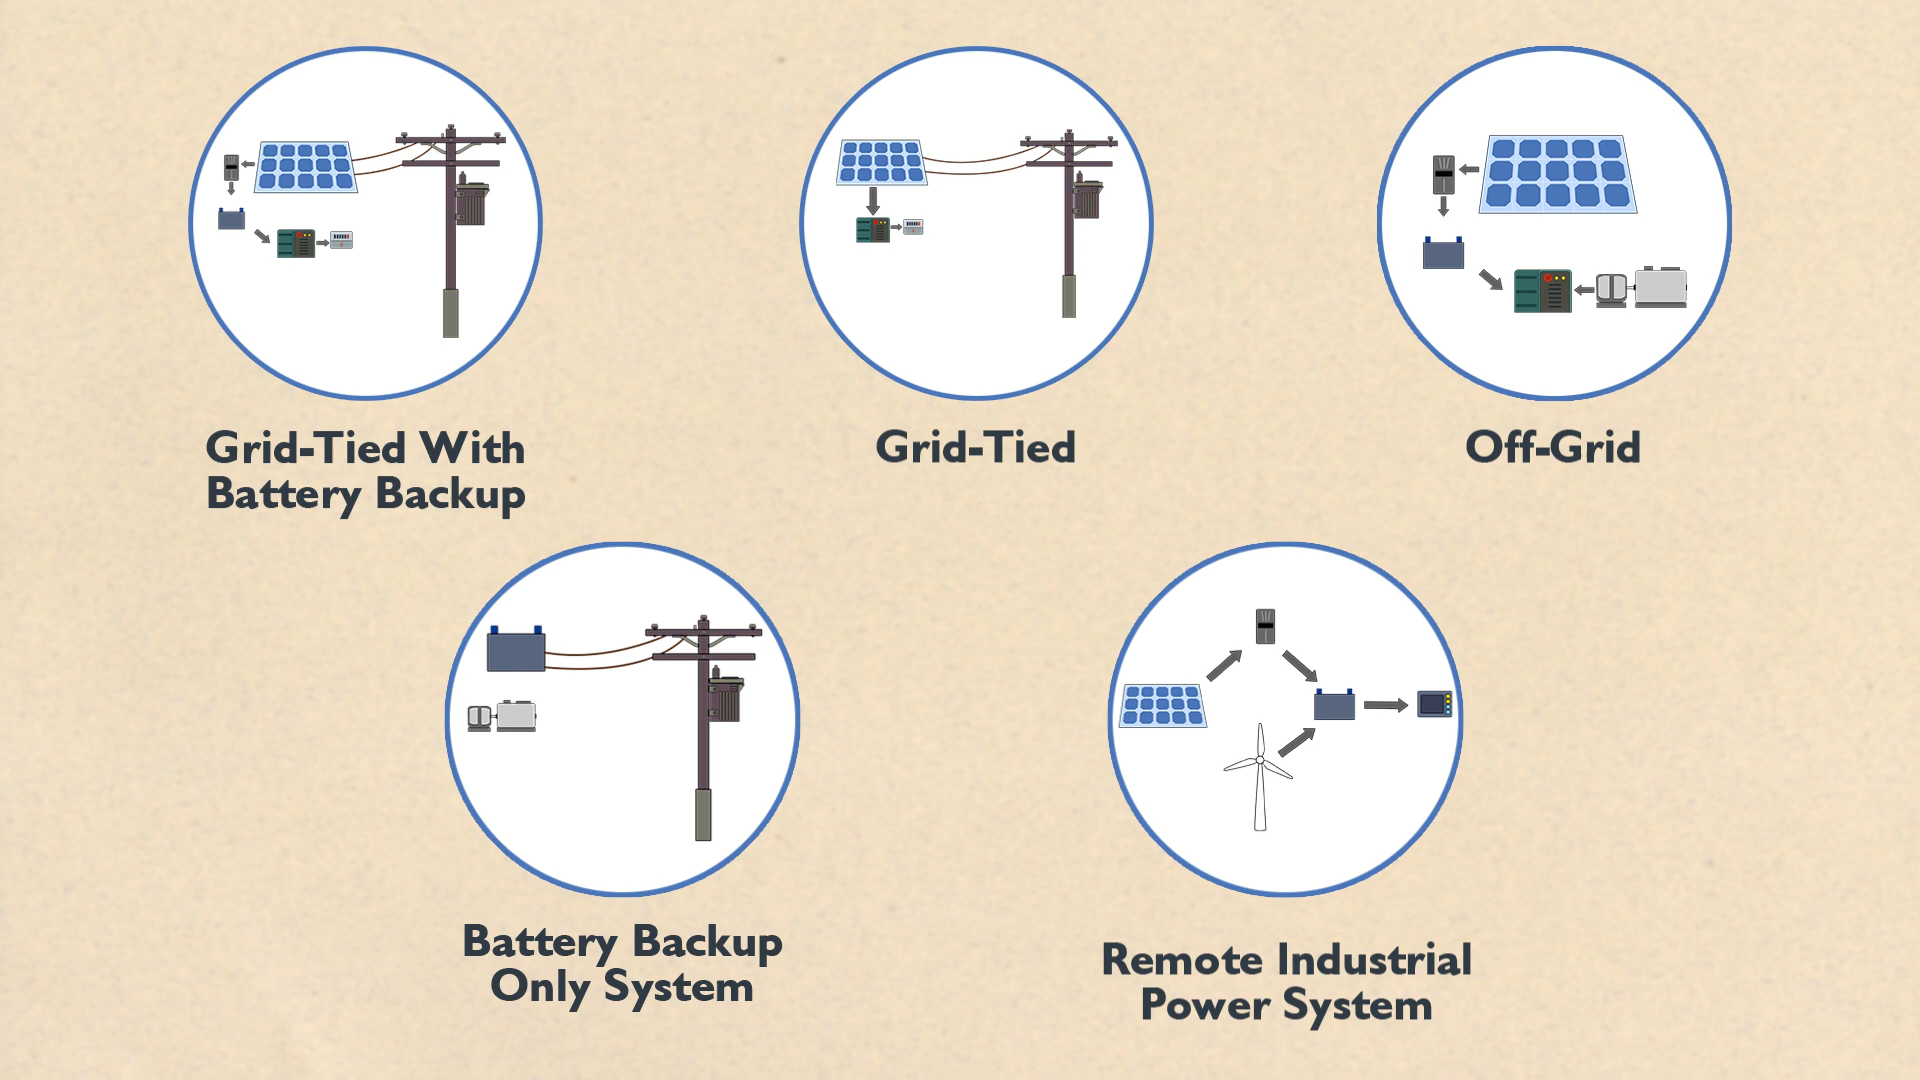 Grid-Tied With
Battery Backup
Grid-Tied
Off-Grid
Battery Backup
Only System
Remote Industrial
Power System